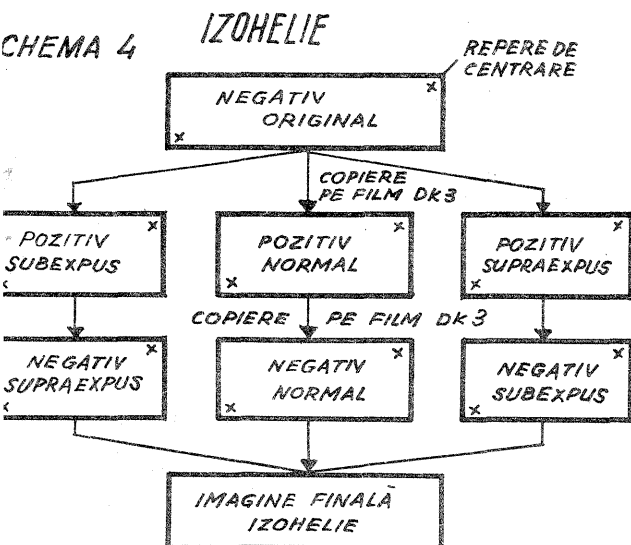 CHEMA 4
IZOHELIE
REPERE DE
CENTRARE
NEGATIV
ORIGINAL
COPIERE
PE FILM DK3
POZITIV
SUBEXPUS
POZITIV
NORMAL
POZITIV
SUPRAEXPUS
COPIERE PE FILM DK3
NEGATIV
SUPRAEXPUS
NEGATIV
NORMAL
NEGATIV
SUBEXPUS
IMAGINE FINALĂ
IZOHELIE